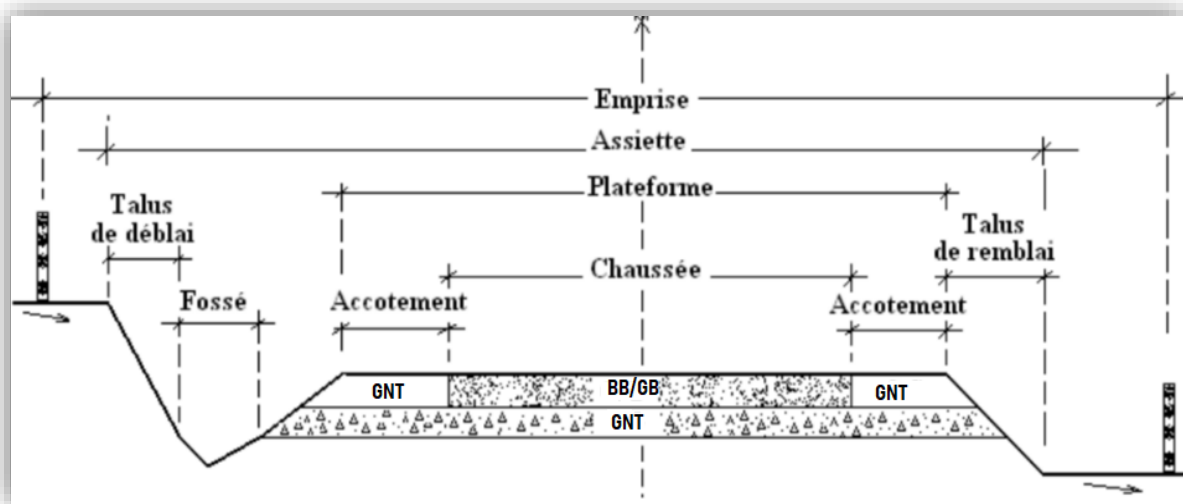 Emprise
Assiette
Plateforme
Talus
de déblai
Talus
de remblai
Chaussée
Fossé
Accotement
Accotement
GNT
BB/GB
GNT
GNT